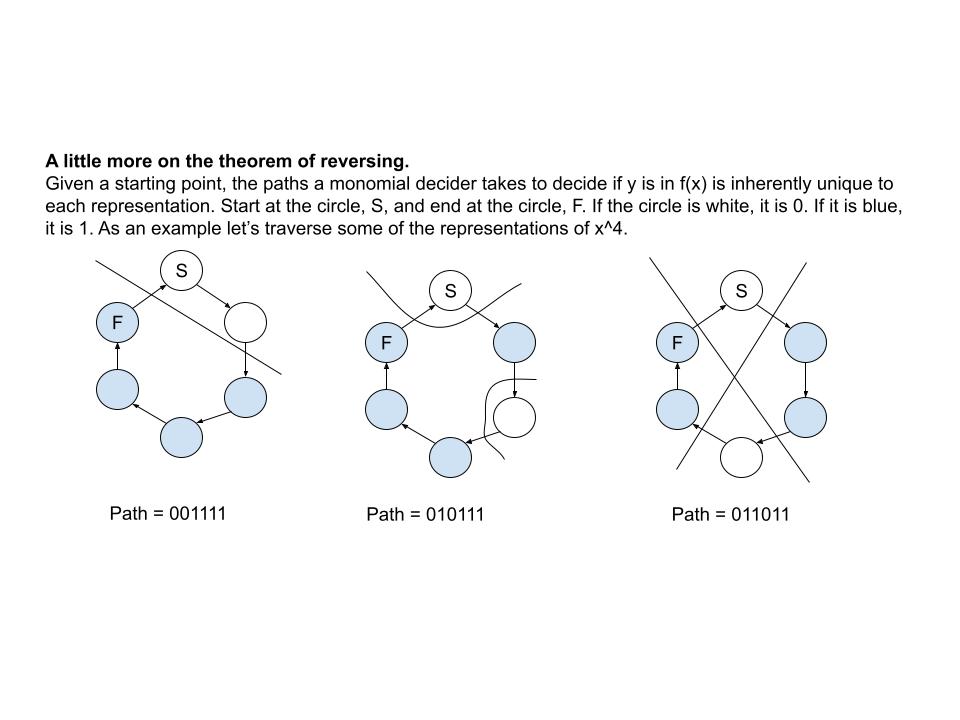 A little more on the theorem of reversing.
Given a starting point, the paths a monomial decider takes to decide if y is in f(x) is inherently unique to
each representation. Start at the circle, S, and end at the circle, F. If the circle is white, it is 0. If it is blue,
it is 1. As an example let’s traverse some of the representations of x^4.
S
F
Path = 001111
S
F
Path = 010111
S
F
Path = 011011